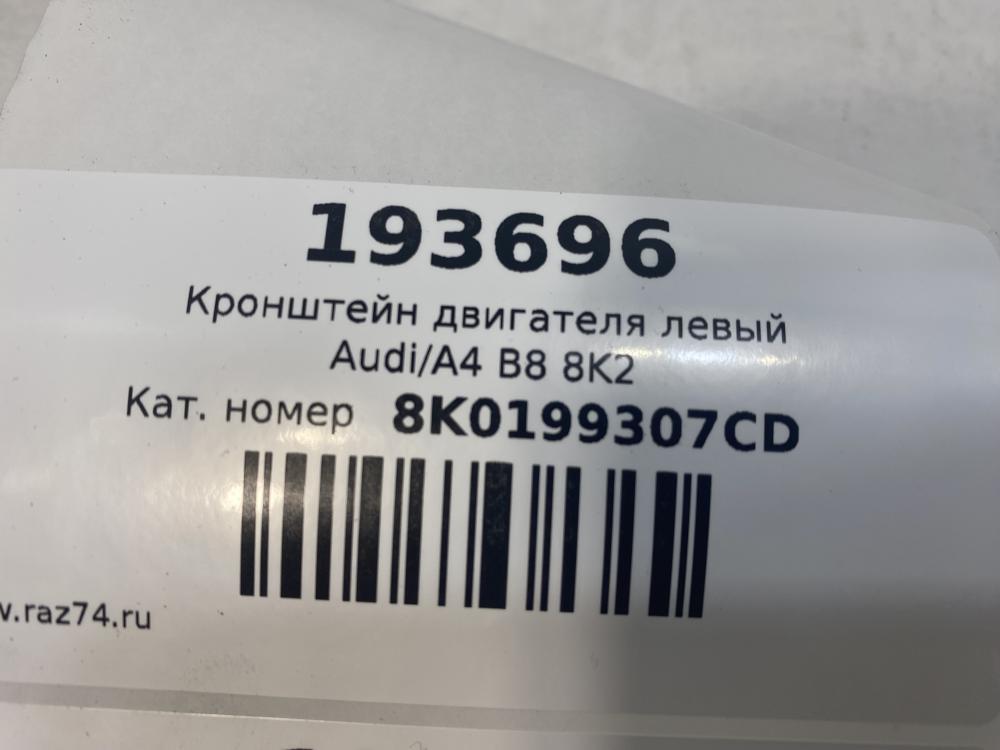 193696
Кронштейн двигателя левый
Audi/A4 B8 8K2
Кат. номер 8K0199307CD
.raz74.ru